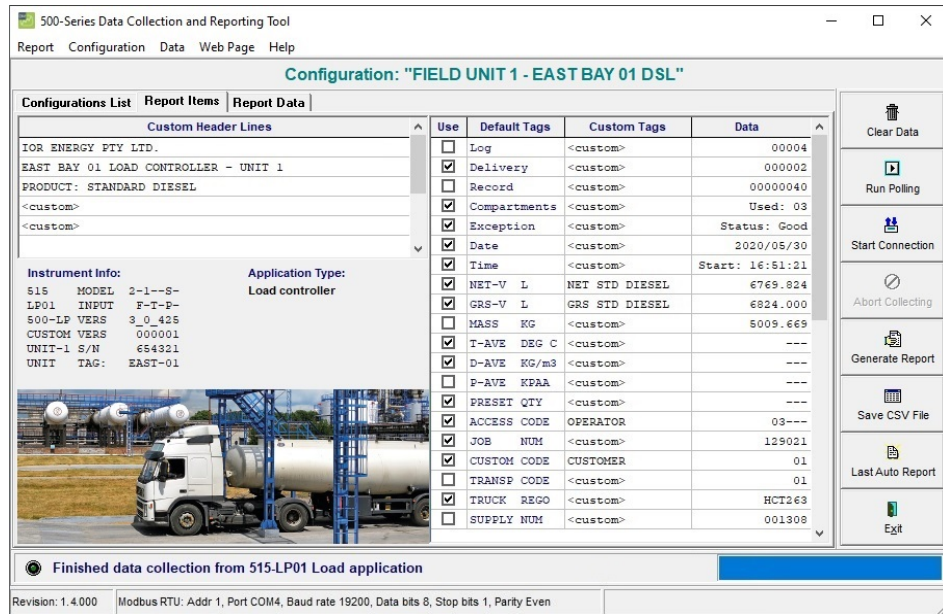 500-Series Data Collection and Reporting Tool
Report Configuration Data Web Page Help
Configuration: "FIELD UNIT 1 - EAST BAY 01 DSL"
Configurations List Report Items Report Data
Custom Header Lines
IOR ENERGY PTY LTD.
EAST BAY 01 LOAD CONTROLLER - UNIT 1
PRODUCT: STANDARD DIESEL
<custom>
<custom>
Instrument Info:
515 MODEL 2-1--S-
LP01 INPUT F-T-P-
500-LP VERS 3_0_425
CUSTOM VERS 000001
UNIT-1 S/N 654321
UNIT TAG: EAST-01
Application Type:
Load controller
Use Default Tags Custom Tags Data
Log <custom> 00004
Delivery <custom> 000002
Record <custom> 00000040
Compartments <custom> Used: 03
Exception <custom> Status: Good
Date <custom> 2020/05/30
Time <custom> Start: 16:51:21
NET-V L NET STD DIESEL 6769.824
GRS-V L GRS STD DIESEL 6824.000
MASS KG <custom> 5009.669
T-AVE DEG C <custom> ---
D-AVE KG/m3 <custom> ---
P-AVE KPAA <custom> ---
PRESET QTY <custom> ---
ACCESS CODE OPERATOR 03---
JOB NUM <custom> 129021
CUSTOM CODE CUSTOMER 01
TRANSP CODE <custom> 01
TRUCK REGO <custom> HCT263
SUPPLY NUM <custom> 001308
Clear Data
Run Polling
Start Connection
Abort Collecting
Generate Report
Save CSV File
Last Auto Report
Exit
Finished data collection from 515-LP01 Load application
Revision: 1.4.000 Modbus RTU: Addr 1, Port COM4, Baud rate 19200, Data bits 8, Stop bits 1, Parity Even